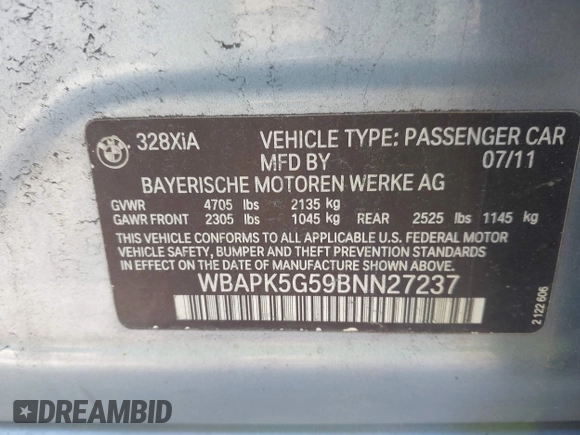 328XiA VEHICLE TYPE: PASSENGER CAR
MFD BY 07/11
BAYERISCHE MOTOREN WERKE AG
GVWR 4705 lbs 2135 kg
GAWR FRONT 2305 lbs 1045 kg REAR 2525 lbs 1145 kg
THIS VEHICLE CONFORMS TO ALL APPLICABLE U.S. FEDERAL MOTOR
VEHICLE SAFETY, BUMPER AND THEFT PREVENTION STANDARDS IN
EFFECT ON THE DATE OF MANUFACTURE SHOWN ABOVE.
WBAPK5G59BNN27237
2 122 606
DREAMBID